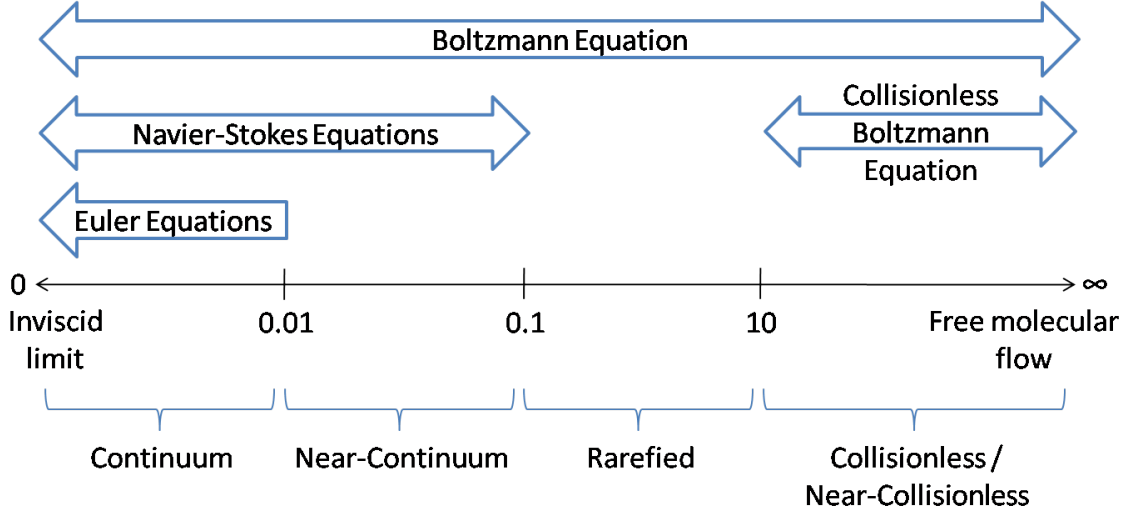 Boltzmann Equation
Navier-Stokes Equations
Collisionless
Boltzmann
Equation
Euler Equations
0
∞
Inviscid
limit
0.01
0.1
10
Free molecular
flow
Continuum
Near-Continuum
Rarefied
Collisionless /
Near-Collisionless